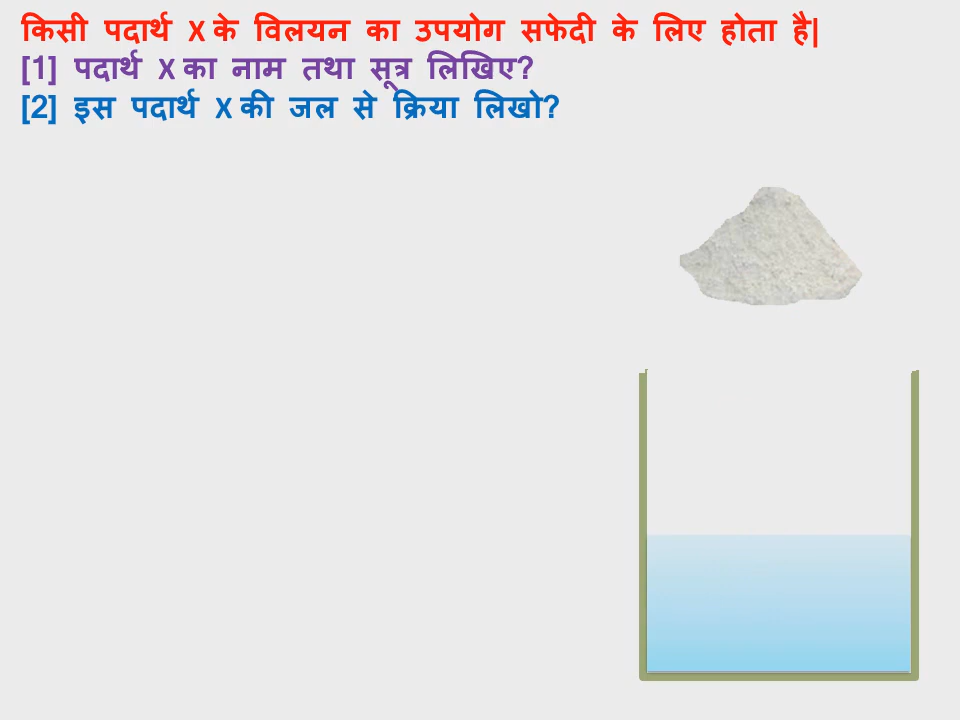 किसी पदार्थ X के विलयन का उपयोग सफेदी के लिए होता है|
[1] पदार्थ X का नाम तथा सूत्र लिखिए?
[2] इस पदार्थ X की जल से क्रिया लिखो?